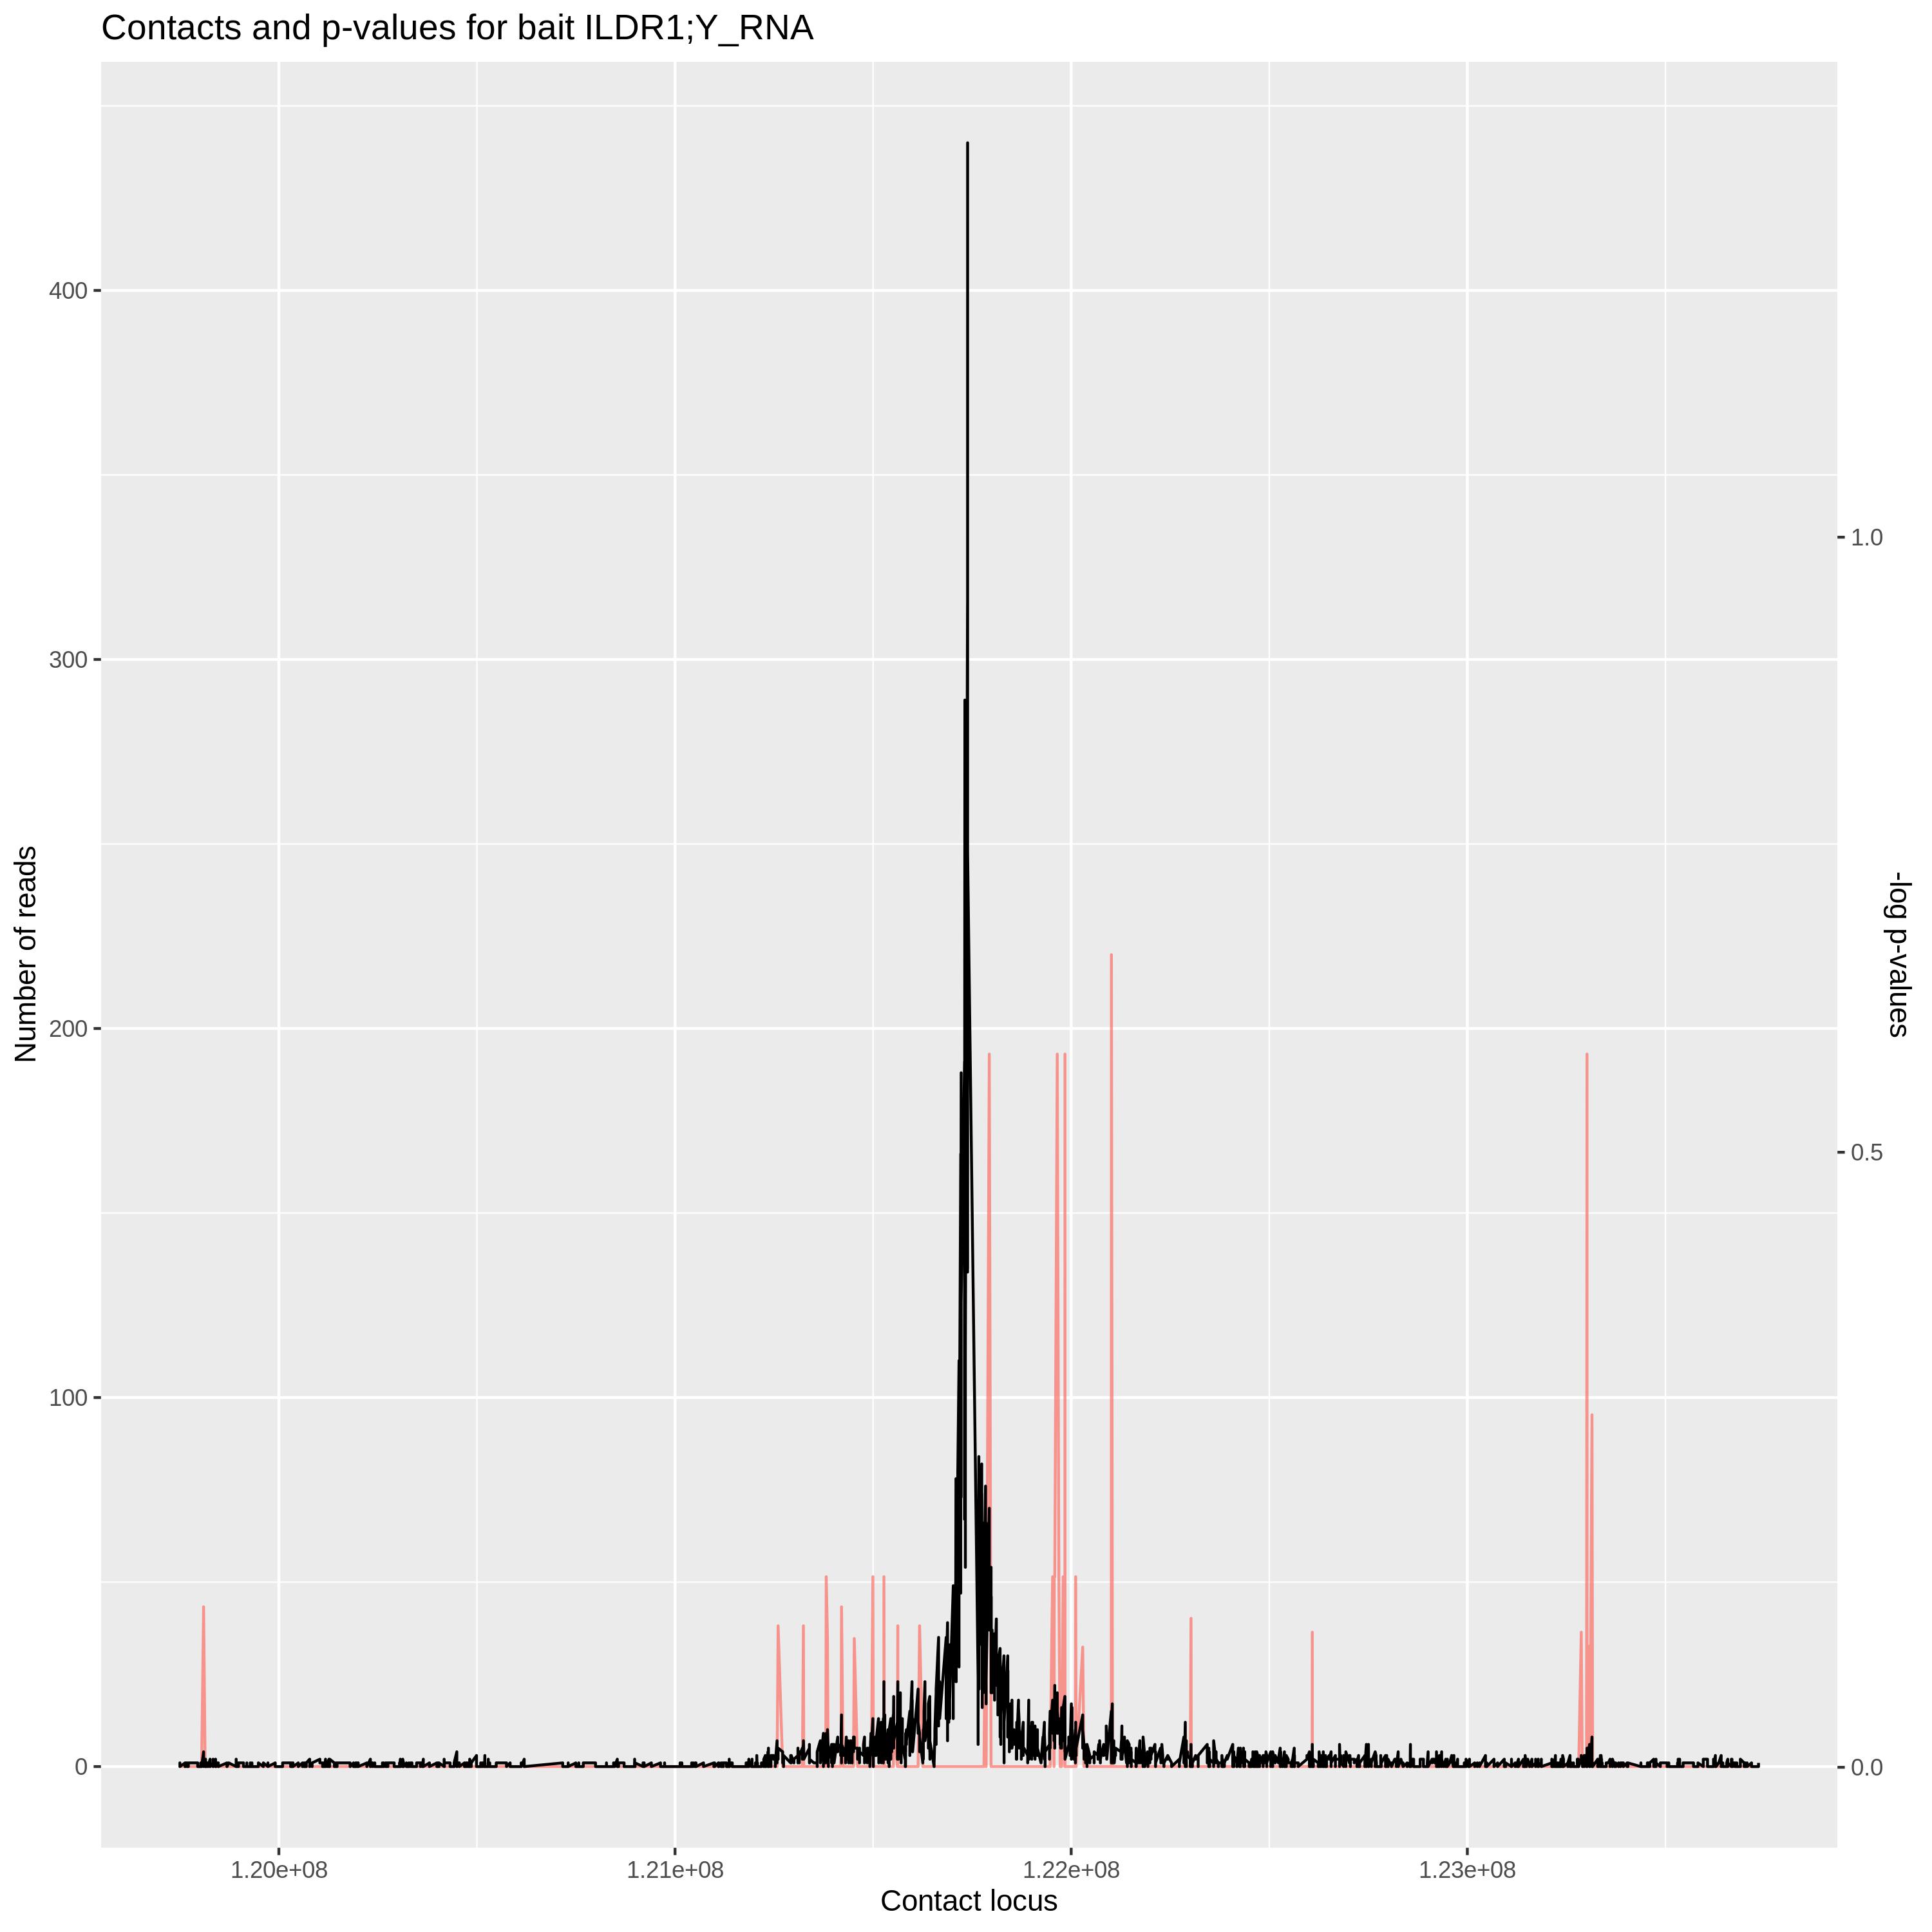 Contacts and p-values for bait ILDR1;Y_RNA
400
300
200
100
0
Number of reads
1.0
0.5
0.0
-log p-values
1.20e+08
1.21e+08
1.22e+08
1.23e+08
Contact locus